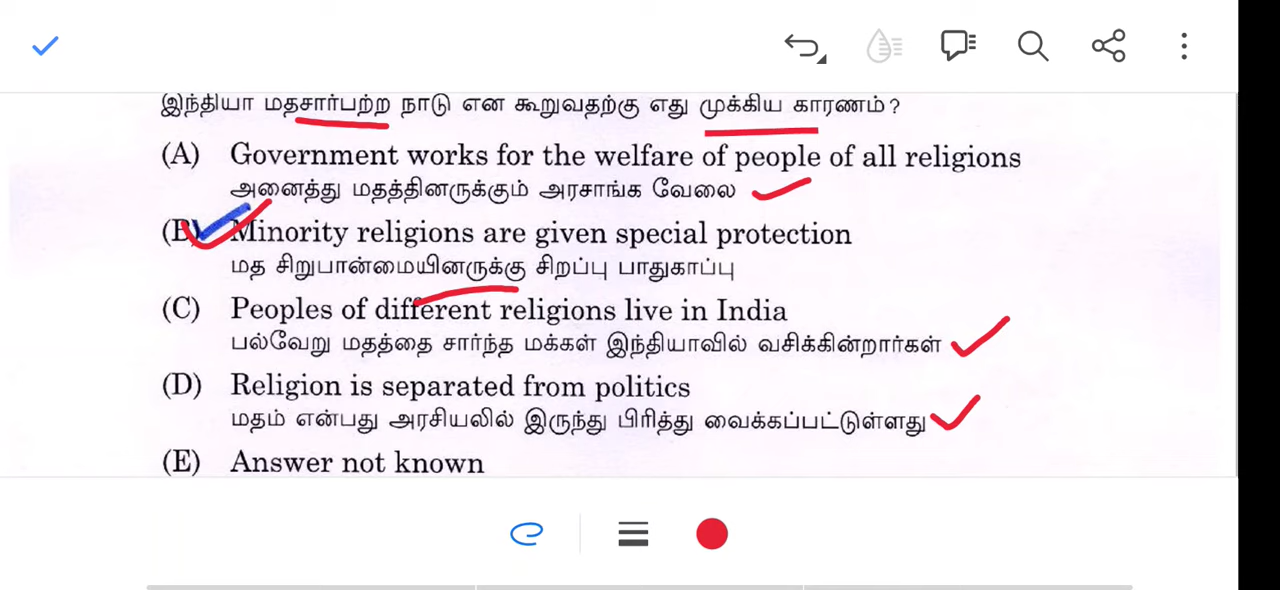 இந்தியா மதசார்பற்ற நாடு என கூறுவதற்கு எது முக்கிய காரணம்?
(A) Government works for the welfare of people of all religions
அனைத்து மதத்தினருக்கும் அரசாங்க வேலை
(B) Minority religions are given special protection
மத சிறுபான்மையினருக்கு சிறப்பு பாதுகாப்பு
(C) Peoples of different religions live in India
பல்வேறு மதத்தை சார்ந்த மக்கள் இந்தியாவில் வசிக்கின்றார்கள்
(D) Religion is separated from politics
மதம் என்பது அரசியலில் இருந்து பிரித்து வைக்கப்பட்டுள்ளது
(E) Answer not known